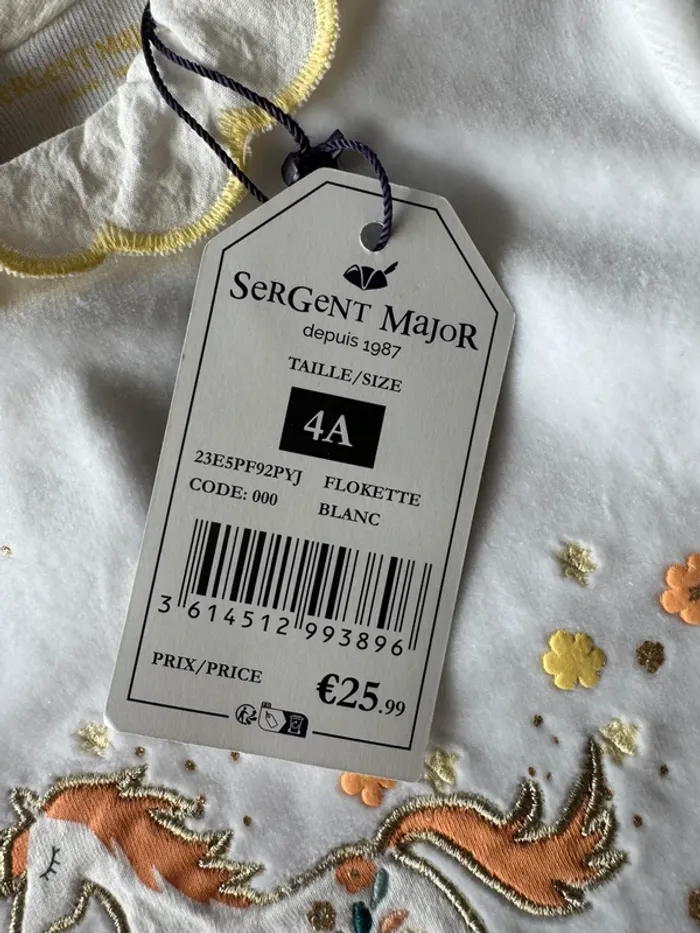 SERGENT MAJOR
depuis 1987
TAILLE/SIZE
4A
23E5PF92PYJ FLOKETTE
CODE: 000 BLANC
3 614512 993896
PRIX/PRICE €25.99